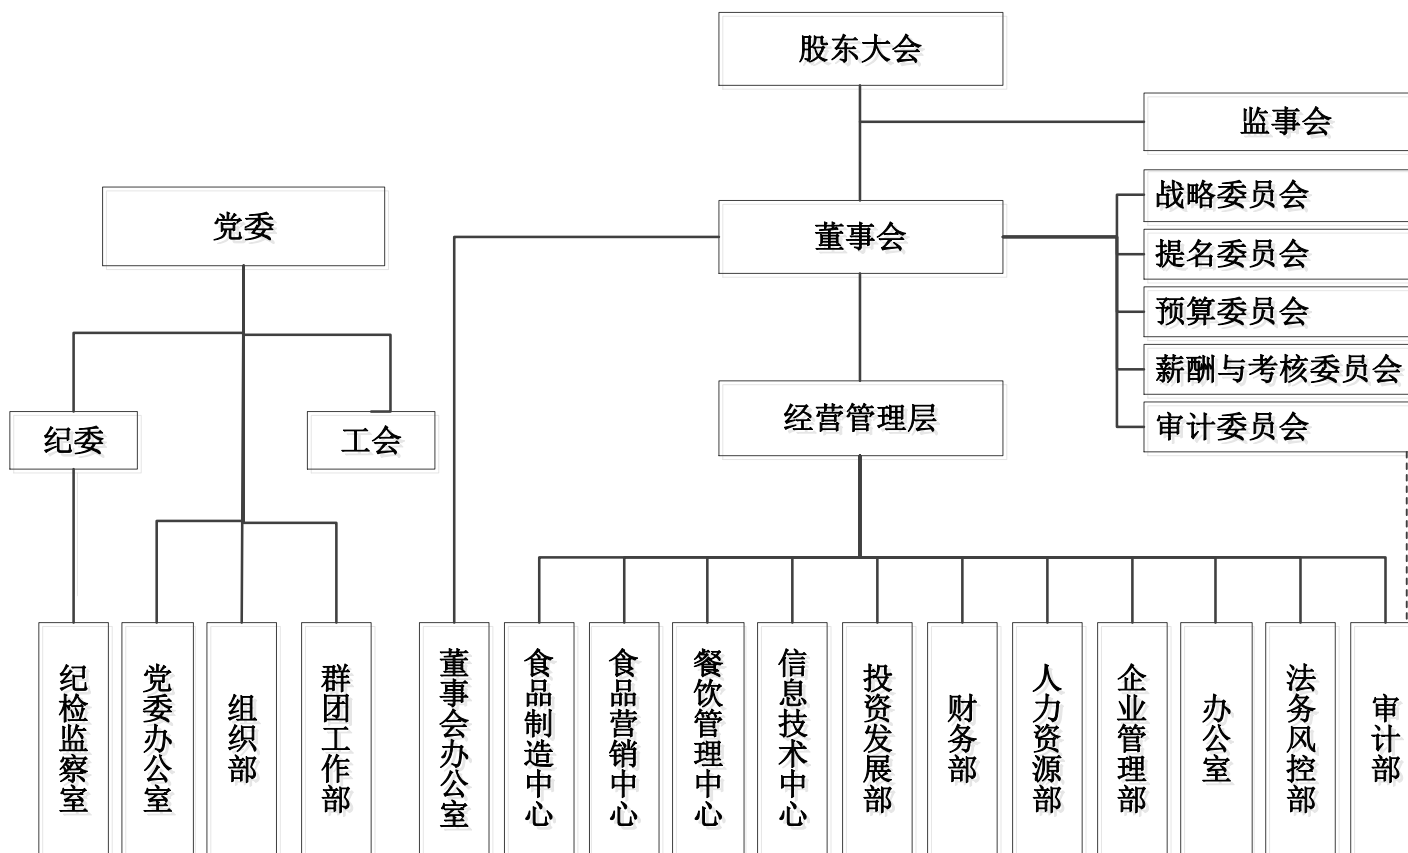 股东大会
监事会
党委
董事会
战略委员会
提名委员会
预算委员会
薪酬与考核委员会
审计委员会
经营管理层
纪委
工会
纪检监察室
党委办公室
组织部
群团工作部
董事会办公室
食品制造中心
食品营销中心
餐饮管理中心
信息技术中心
投资发展部
财务部
人力资源部
企业管理部
办公室
法务风控部
审计部